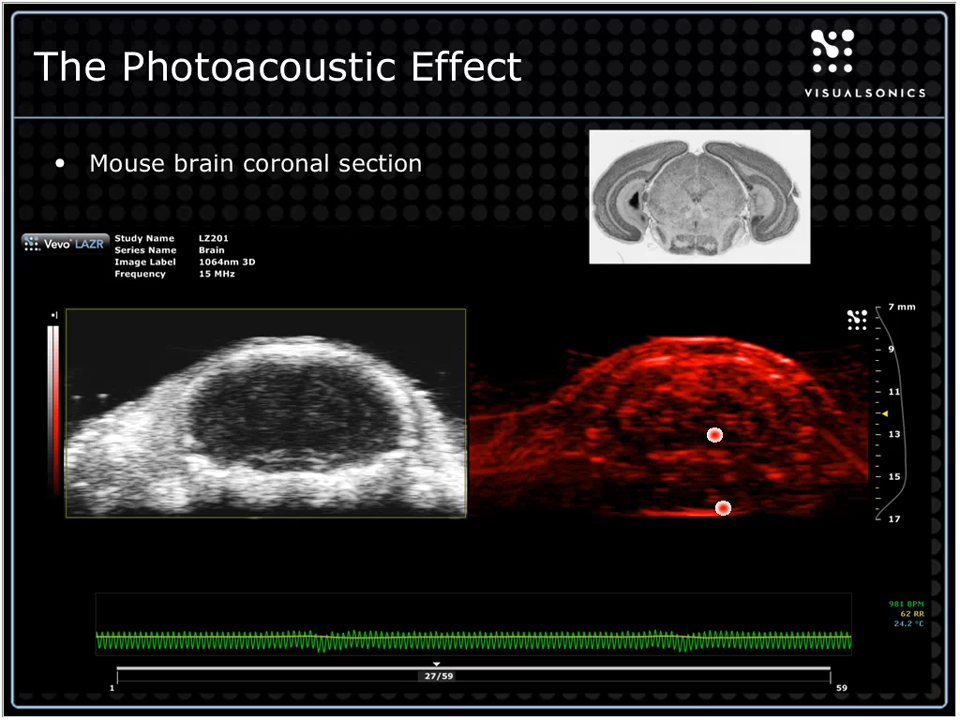 The Photoacoustic Effect
VISUALSONICS
• Mouse brain coronal section
Vevo® LAZR
Study Name LZ201
Series Name Brain
Image Label 1064nm 3D
Frequency 15 MHz
7 mm
9
11
13
15
17
981 BPM
62 RR
24.2 °C
27/59
1
59